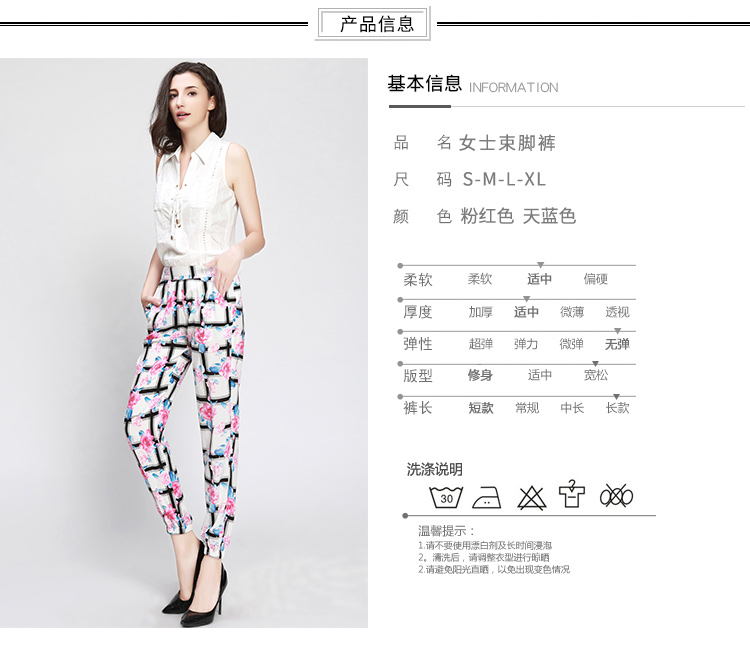 产品信息
基本信息 INFORMATION
品 名 女士束脚裤
尺 码 S-M-L-XL
颜 色 粉红色 天蓝色
柔软 柔软 适中 偏硬
厚度 加厚 适中 微薄 透视
弹性 超弹 弹力 微弹 无弹
版型 修身 适中 宽松
裤长 短款 常规 中长 长款
洗涤说明
30
温馨提示：
1.请不要使用漂白剂及长时间浸泡
2。清洗后，请调整衣型进行晾晒
2.请避免阳光直晒，以免出现变色情况